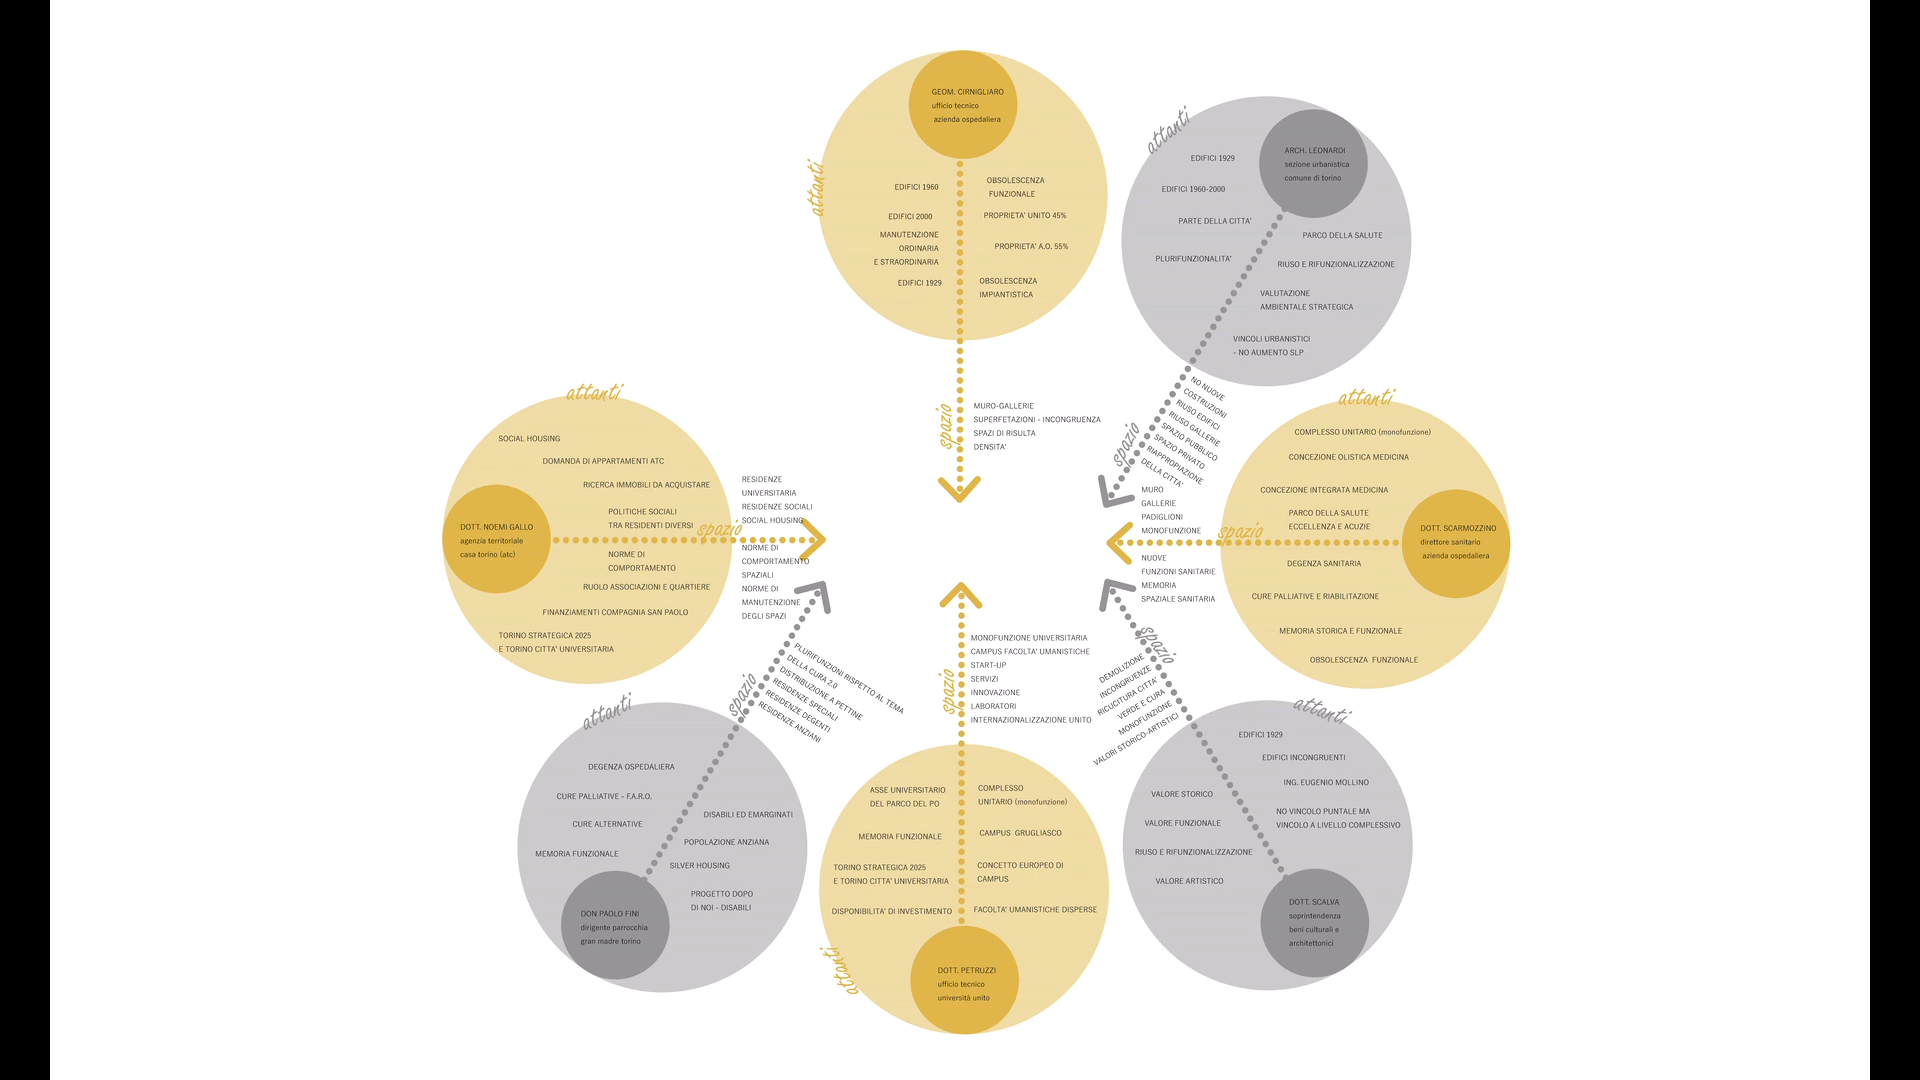 GEOM. CIRNIGLIARO
ufficio tecnico
azienda ospedaliera
attanti
EDIFICI 1960
EDIFICI 2000
MANUTENZIONE
ORDINARIA
E STRAORDINARIA
EDIFICI 1929
OBSOLESCENZA
FUNZIONALE
PROPRIETA' UNITO 45%
PROPRIETA' A.O. 55%
OBSOLESCENZA
IMPIANTISTICA
spazio
MURO-GALLERIE
SUPERFETAZIONI - INCONGRUENZA
SPAZI DI RISULTA
DENSITA'
attanti
ARCH. LEONARDI
sezione urbanistica
comune di torino
EDIFICI 1929
EDIFICI 1960-2000
PARTE DELLA CITTA'
PLURIFUNZIONALITA'
PARCO DELLA SALUTE
RIUSO E RIFUNZIONALIZZAZIONE
VALUTAZIONE
AMBIENTALE STRATEGICA
VINCOLI URBANISTICI
- NO AUMENTO SLP
spazio
NO NUOVE
COSTRUZIONI
RIUSO EDIFICI
RIUSO GALLERIE
SPAZIO PUBBLICO
SPAZIO PRIVATO
RIAPPROPIAZIONE
DELLA CITTA'
attanti
COMPLESSO UNITARIO (monofunzione)
CONCEZIONE OLISTICA MEDICINA
CONCEZIONE INTEGRATA MEDICINA
PARCO DELLA SALUTE
ECCELLENZA E ACUZIE
DOTT. SCARMOZZINO
direttore sanitario
azienda ospedaliera
DEGENZA SANITARIA
CURE PALLIATIVE E RIABILITAZIONE
MEMORIA STORICA E FUNZIONALE
OBSOLESCENZA FUNZIONALE
spazio
MURO
GALLERIE
PADIGLIONI
MONOFUNZIONE
NUOVE
FUNZIONI SANITARIE
MEMORIA
SPAZIALE SANITARIA
attanti
SOCIAL HOUSING
DOMANDA DI APPARTAMENTI ATC
RICERCA IMMOBILI DA ACQUISTARE
POLITICHE SOCIALI
TRA RESIDENTI DIVERSI
DOTT. NOEMI GALLO
agenzia territoriale
casa torino (atc)
NORME DI
COMPORTAMENTO
RUOLO ASSOCIAZIONI E QUARTIERE
FINANZIAMENTI COMPAGNIA SAN PAOLO
TORINO STRATEGICA 2025
E TORINO CITTA' UNIVERSITARIA
spazio
RESIDENZE
UNIVERSITARIA
RESIDENZE SOCIALI
SOCIAL HOUSING
NORME DI
COMPORTAMENTO
SPAZIALI
NORME DI
MANUTENZIONE
DEGLI SPAZI
attanti
DEGENZA OSPEDALIERA
CURE PALLIATIVE - F.A.R.O.
CURE ALTERNATIVE
MEMORIA FUNZIONALE
DISABILI ED EMARGINATI
POPOLAZIONE ANZIANA
SILVER HOUSING
PROGETTO DOPO
DI NOI - DISABILI
DON PAOLO FINI
dirigente parrocchia
gran madre torino
spazio
PLURIFUNZIONI RISPETTO AL TEMA
DELLA CURA 2.0
DISTRIBUZIONE A PETTINE
RESIDENZE SPECIALI
RESIDENZE DEGENTI
RESIDENZE ANZIANI
spazio
MONOFUNZIONE UNIVERSITARIA
CAMPUS FACOLTA' UMANISTICHE
START-UP
SERVIZI
INNOVAZIONE
LABORATORI
INTERNAZIONALIZZAZIONE UNITO
ASSE UNIVERSITARIO
DEL PARCO DEL PO
MEMORIA FUNZIONALE
TORINO STRATEGICA 2025
E TORINO CITTA' UNIVERSITARIA
DISPONIBILITA' DI INVESTIMENTO
COMPLESSO
UNITARIO (monofunzione)
CAMPUS GRUGLIASCO
CONCETTO EUROPEO DI
CAMPUS
FACOLTA' UMANISTICHE DISPERSE
attanti
DOTT. PETRUZZI
ufficio tecnico
università unito
spazio
DEMOLIZIONE
INCONGRUENZE
RICUCITURA CITTA'
VERDE E CURA
MONOFUNZIONE
VALORI STORICO-ARTISTICI
attanti
EDIFICI 1929
EDIFICI INCONGRUENTI
ING. EUGENIO MOLLINO
NO VINCOLO PUNTALE MA
VINCOLO A LIVELLO COMPLESSIVO
VALORE STORICO
VALORE FUNZIONALE
RIUSO E RIFUNZIONALIZZAZIONE
VALORE ARTISTICO
DOTT. SCALVA
soprintendenza
beni culturali e
architettonici